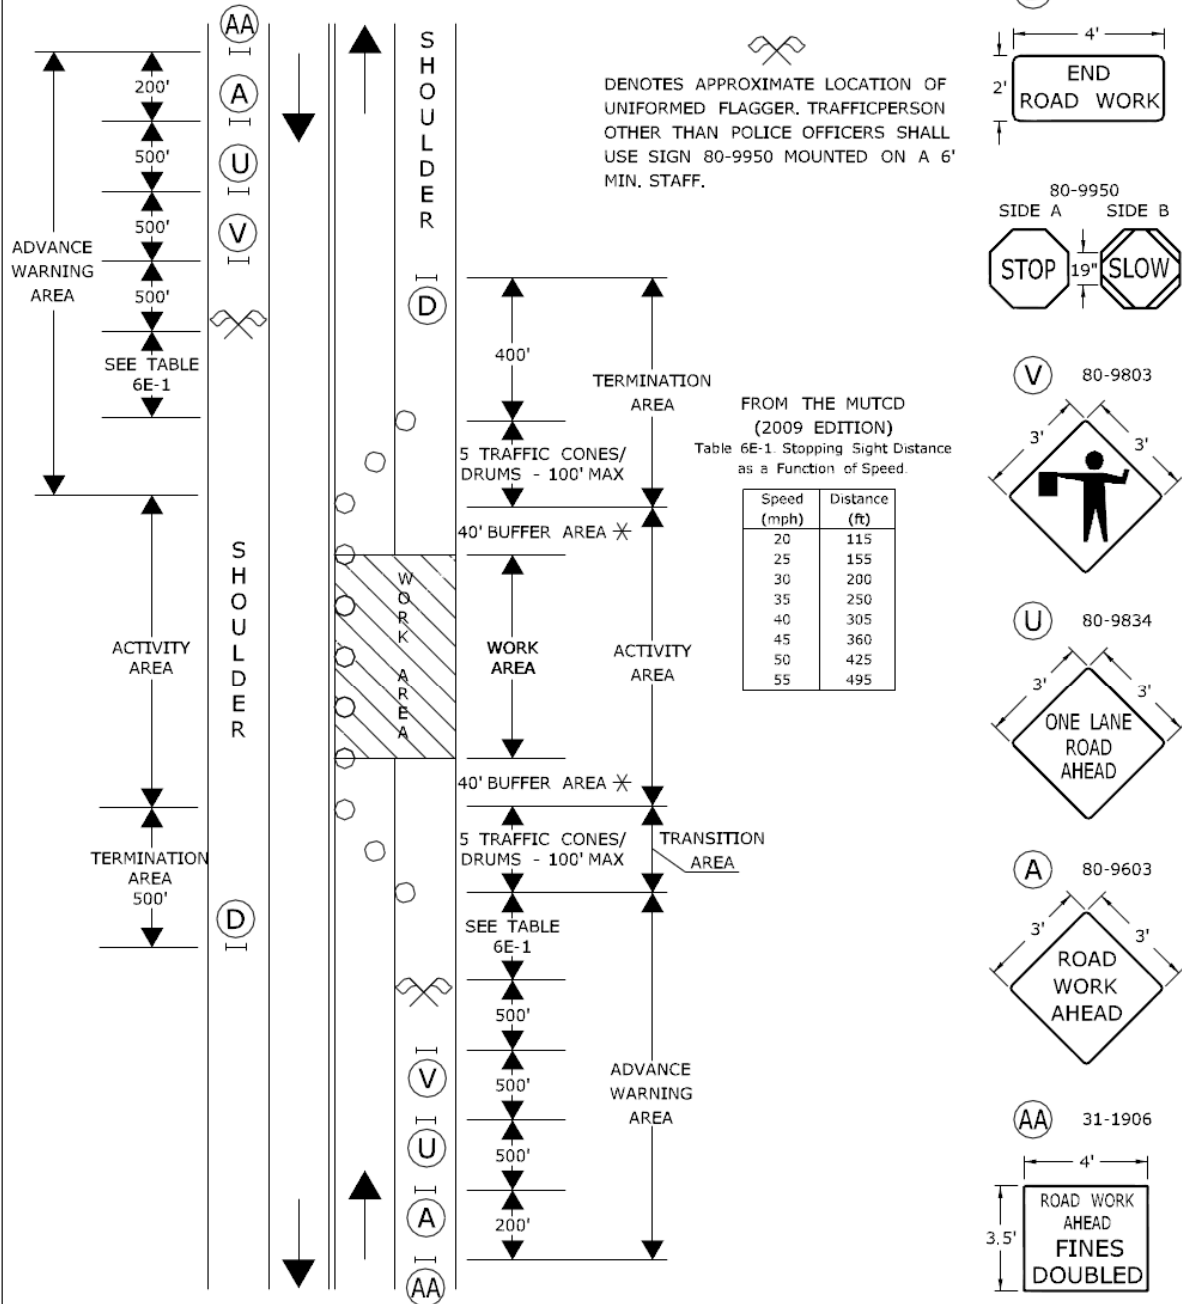 AA
200'
A
500'
U
500'
V
500'
ADVANCE
WARNING
AREA
SEE TABLE
6E-1
SHOULDER
ACTIVITY
AREA
TERMINATION
AREA
500'
D
SHOULDER
D
400'
TERMINATION
AREA
5 TRAFFIC CONES/
DRUMS - 100' MAX
40' BUFFER AREA *
WORK AREA
WORK
AREA
ACTIVITY
AREA
40' BUFFER AREA *
5 TRAFFIC CONES/
DRUMS - 100' MAX
TRANSITION
AREA
SEE TABLE
6E-1
500'
V
500'
U
500'
A
200'
AA
ADVANCE
WARNING
AREA
DENOTES APPROXIMATE LOCATION OF
UNIFORMED FLAGGER. TRAFFICPERSON
OTHER THAN POLICE OFFICERS SHALL
USE SIGN 80-9950 MOUNTED ON A 6'
MIN. STAFF.
FROM THE MUTCD
(2009 EDITION)
Table 6E-1. Stopping Sight Distance
as a Function of Speed.
Speed Distance
(mph) (ft)
20 115
25 155
30 200
35 250
40 305
45 360
50 425
55 495
4'
2'
END
ROAD WORK
80-9950
SIDE A SIDE B
STOP 19" SLOW
V 80-9803
3' 3'
U 80-9834
3' 3'
ONE LANE
ROAD
AHEAD
A 80-9603
3' 3'
ROAD
WORK
AHEAD
AA 31-1906
4'
3.5'
ROAD WORK
AHEAD
FINES
DOUBLED